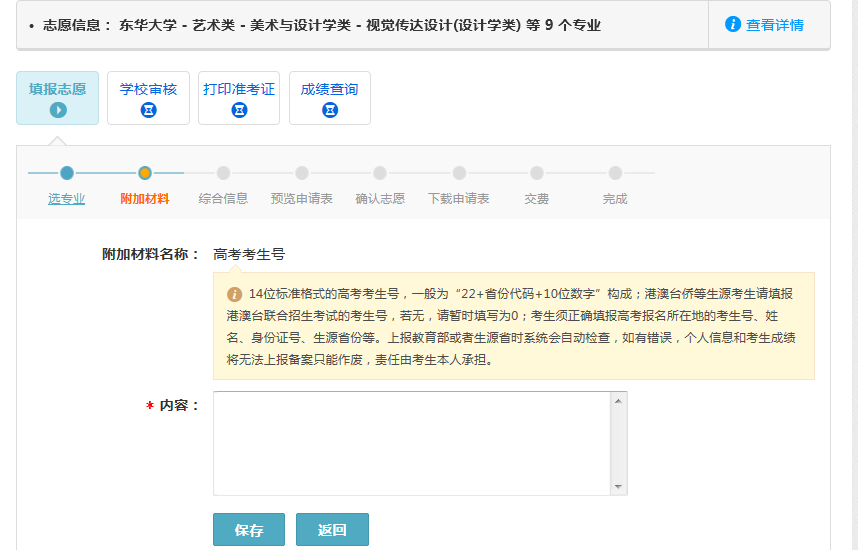 • 志愿信息： 东华大学 - 艺术类 - 美术与设计学类 - 视觉传达设计(设计学类) 等 9 个专业
查看详情
填报志愿 学校审核 打印准考证 成绩查询
选专业 附加材料 综合信息 预览申请表 确认志愿 下载申请表 交费 完成
附加材料名称： 高考考生号
14位标准格式的高考考生号，一般为“22+省份代码+10位数字”构成；港澳台侨等生源考生请填报
港澳台联合招生考试的考生号，若无，请暂时填写为0；考生须正确填报高考报名所在地的考生号、姓
名、身份证号、生源省份等。上报教育部或者生源省时系统会自动检查，如有错误，个人信息和考生成绩
将无法上报备案只能作废，责任由考生本人承担。
* 内容：
保存 返回